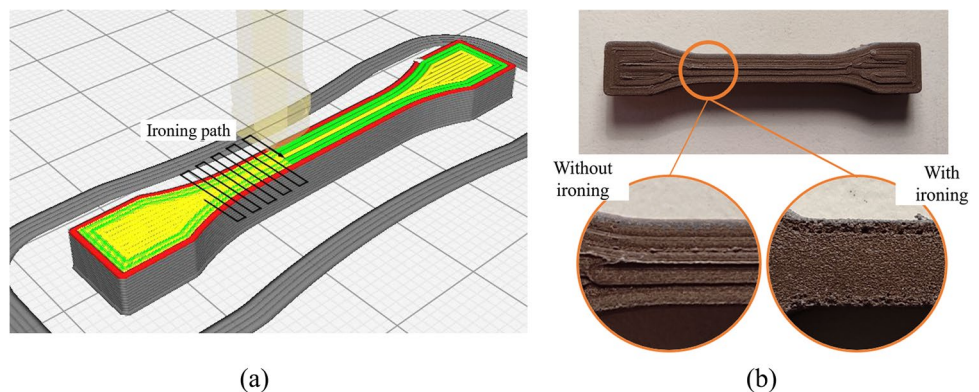 Ironing path
Without
ironing
With
ironing
(a)
(b)